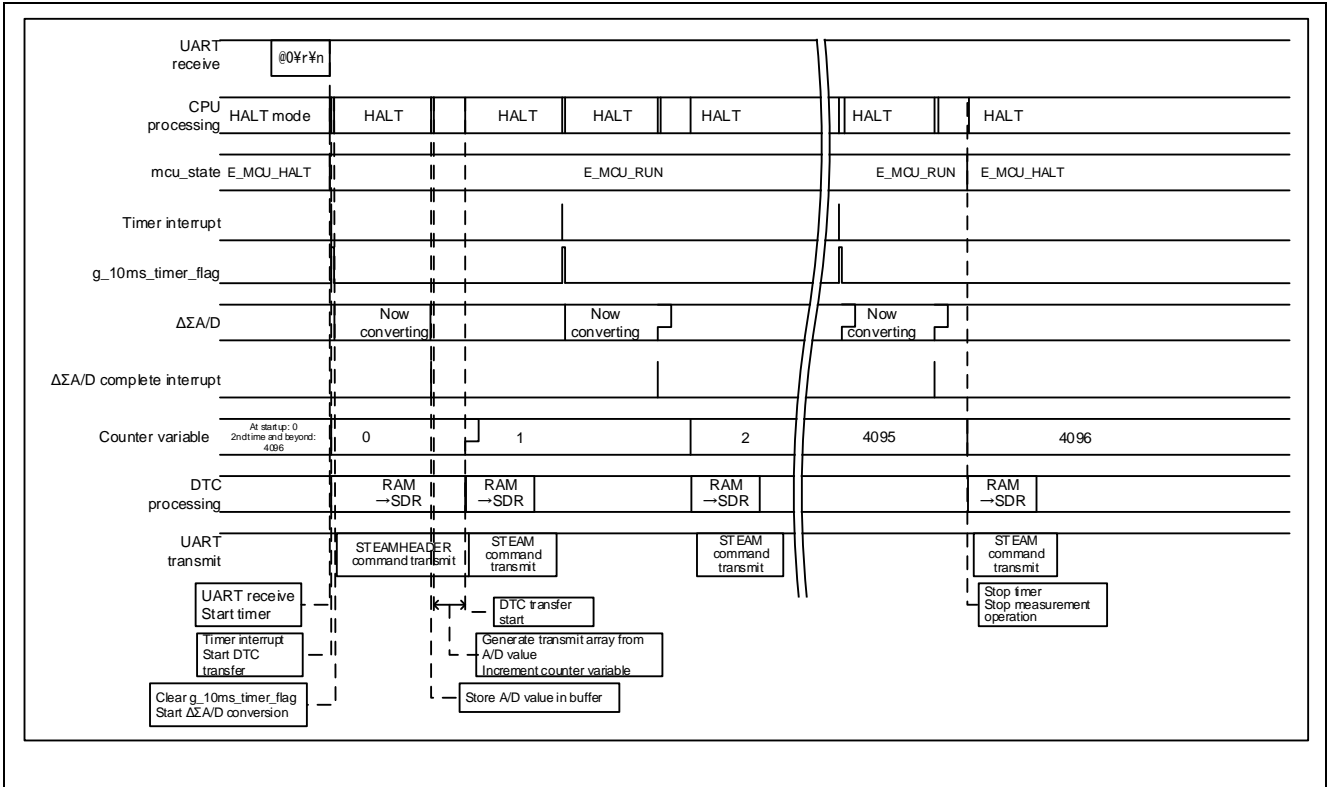 UART
receive
@0¥r¥n
CPU
processing
HALT mode
HALT
HALT
HALT
HALT
HALT
HALT
mcu_state
E_MCU_HALT
E_MCU_RUN
E_MCU_RUN
E_MCU_HALT
Timer interrupt
g_10ms_timer_flag
ΔΣA/D
Now
converting
Now
converting
Now
converting
ΔΣA/D complete interrupt
Counter variable
At startup: 0
2nd time and beyond:
4096
0
1
2
4095
4096
DTC
processing
RAM
→SDR
RAM
→SDR
RAM
→SDR
RAM
→SDR
UART
transmit
STEAMHEADER
command transmit
STEAM
command
transmit
STEAM
command
transmit
STEAM
command
transmit
UART receive
Start timer
DTC transfer
start
Stop timer
Stop measurement
operation
Timer interrupt
Start DTC
transfer
Generate transmit array from
A/D value
Increment counter variable
Clear g_10ms_timer_flag
Start ΔΣA/D conversion
Store A/D value in buffer